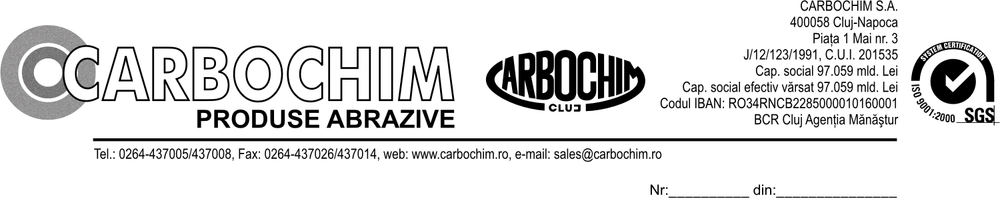 CARBOCHIM
PRODUSE ABRAZIVE
CARBOCHIM
CLUJ
CARBOCHIM S.A.
400058 Cluj-Napoca
Piața 1 Mai nr. 3
J/12/123/1991, C.U.I. 201535
Cap. social 97.059 mld. Lei
Cap. social efectiv vărsat 97.059 mld. Lei
Codul IBAN: RO34RNCB2285000010160001
BCR Cluj Agenția Mănăştur
SYSTEM CERTIFICATION
ISO 9001:2000
SGS
Tel.: 0264-437005/437008, Fax: 0264-437026/437014, web: www.carbochim.ro, e-mail: sales@carbochim.ro
Nr:__________ din:_______________